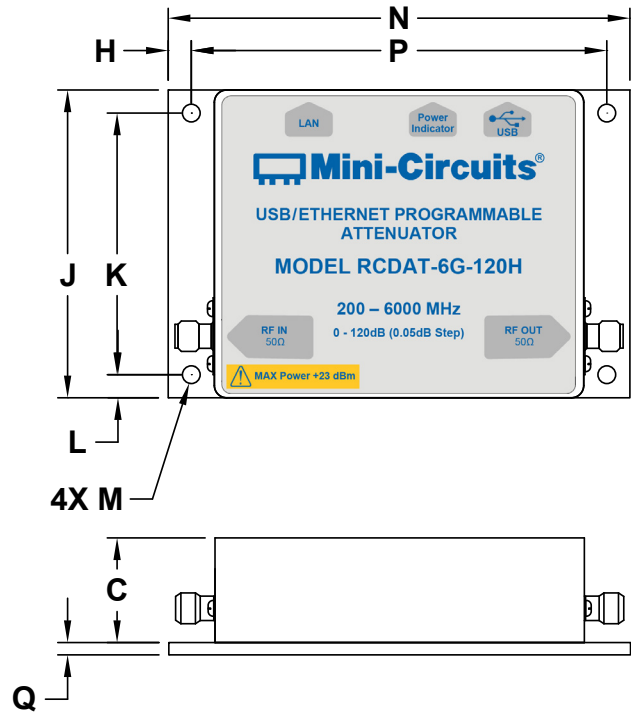 N
H
P
LAN
Power
Indicator
USB
Mini-Circuits®
USB/ETHERNET PROGRAMMABLE
ATTENUATOR
MODEL RCDAT-6G-120H
J
K
200 – 6000 MHz
RF IN
50Ω
0 - 120dB (0.05dB Step)
RF OUT
50Ω
MAX Power +23 dBm
L
4X M
C
Q